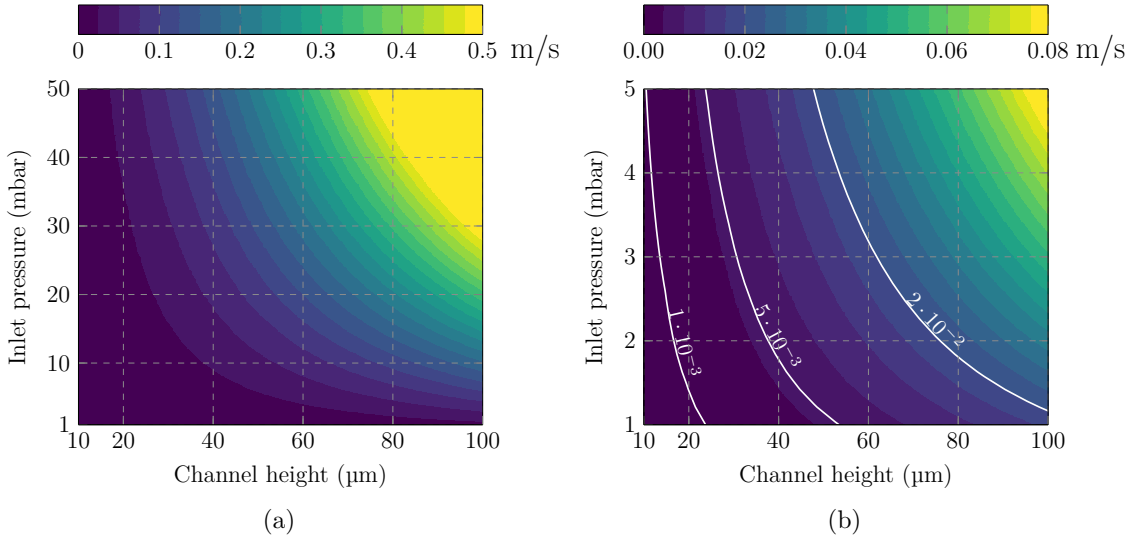 0 0.1 0.2 0.3 0.4 0.5 m/s
50
40
30
20
10
1
Inlet pressure (mbar)
10 20 40 60 80 100
Channel height (µm)
(a)
0.00 0.02 0.04 0.06 0.08 m/s
5
4
3
2
1
Inlet pressure (mbar)
1·10⁻³
5·10⁻³
2·10⁻²
10 20 40 60 80 100
Channel height (µm)
(b)